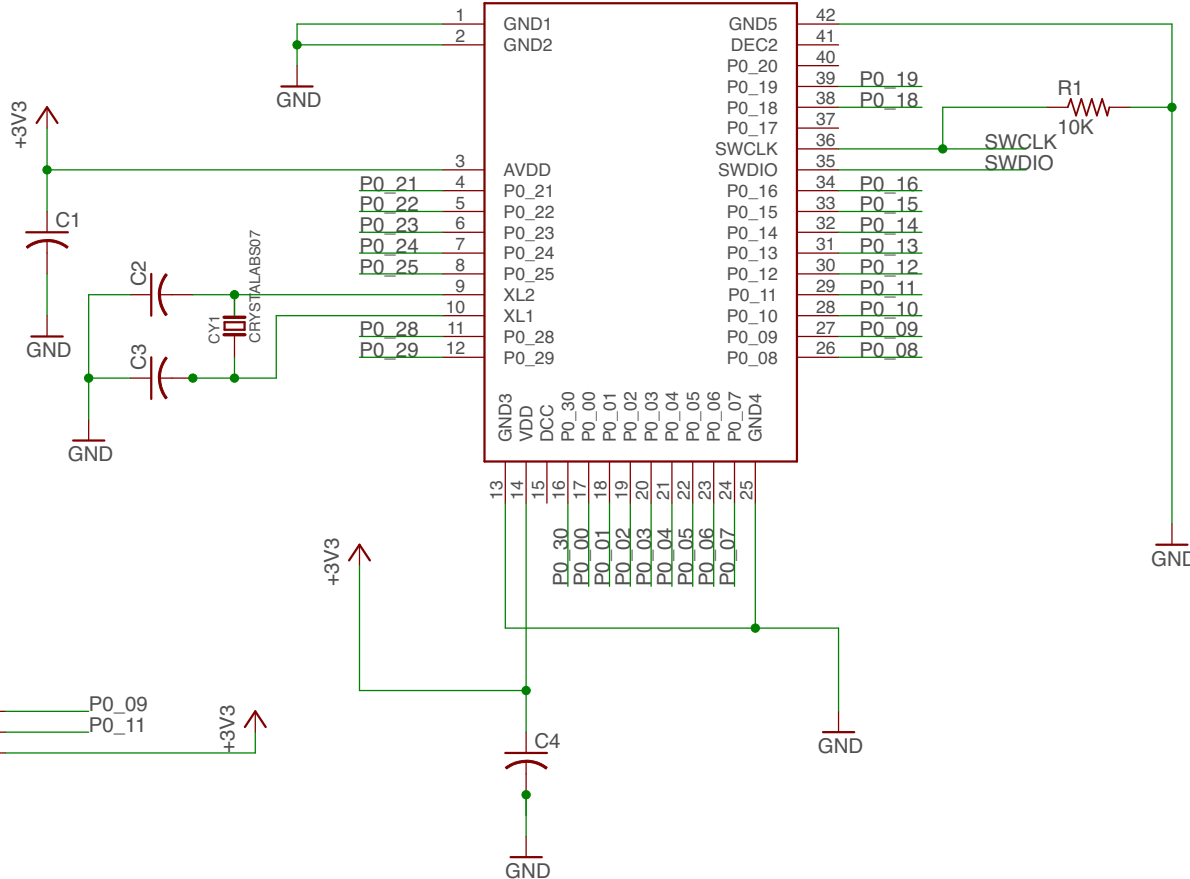 1 GND1 GND5 42
2 GND2 DEC2 41
P0_20 40
GND P0_19 39 P0_19
P0_18 38 P0_18 R1
+3V3 P0_17 37 10K
SWCLK 36 SWCLK
3 AVDD SWDIO 35 SWDIO
P0_21 4 P0_21 P0_16 34 P0_16
P0_22 5 P0_22 P0_15 33 P0_15
C1 P0_23 6 P0_23 P0_14 32 P0_14
P0_24 7 P0_24 P0_13 31 P0_13
C2 P0_25 8 P0_25 P0_12 30 P0_12
9 XL2 P0_11 29 P0_11
CY1 CRYSTALABS07 10 XL1 P0_10 28 P0_10
P0_28 11 P0_28 P0_09 27 P0_09
GND C3 P0_29 12 P0_29 P0_08 26 P0_08
GND
GND3 VDD DCC P0_30 P0_00 P0_01 P0_02 P0_03 P0_04 P0_05 P0_06 P0_07 GND4
13 14 15 16 17 18 19 20 21 22 23 24 25
P0_30 P0_00 P0_01 P0_02 P0_03 P0_04 P0_05 P0_06 P0_07
+3V3 GND
P0_09
P0_11
+3V3
C4 GND
GND